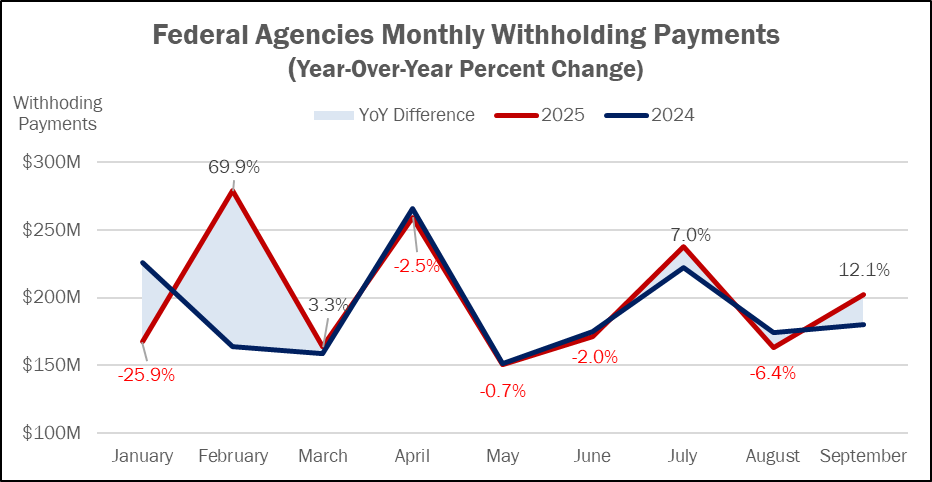 Federal Agencies Monthly Withholding Payments
(Year-Over-Year Percent Change)
Withhoding
Payments
YoY Difference 2025 2024
$300M
69.9%
$250M
7.0%
-2.5%
12.1%
$200M
3.3%
$150M
-25.9%
-2.0%
-6.4%
-0.7%
$100M
January February March April May June July August September